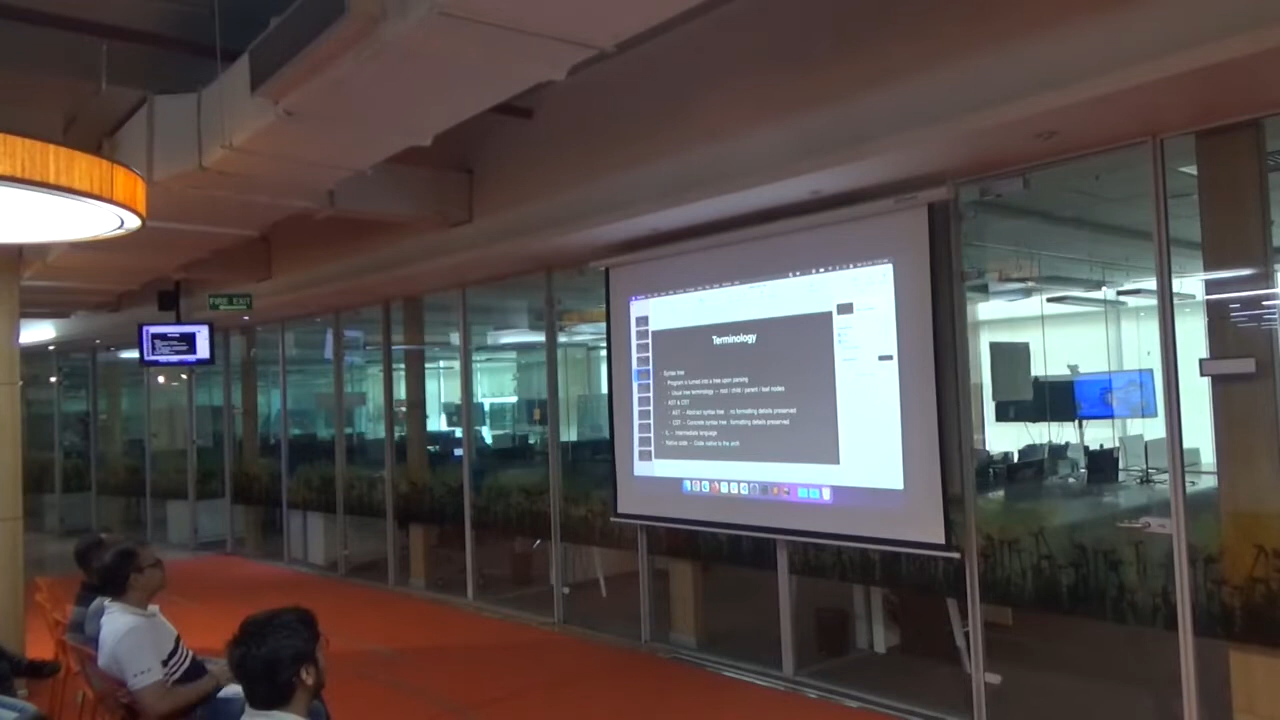 FIRE EXIT
Terminology
Syntax tree
Program is turned into a tree upon parsing
Usual tree terminology – root / child / parent / leaf nodes
AST & CST
AST – Abstract syntax tree : no formatting details preserved
CST – Concrete syntax tree : formatting details preserved
IL – Intermediate language
Native code – Code native to the arch